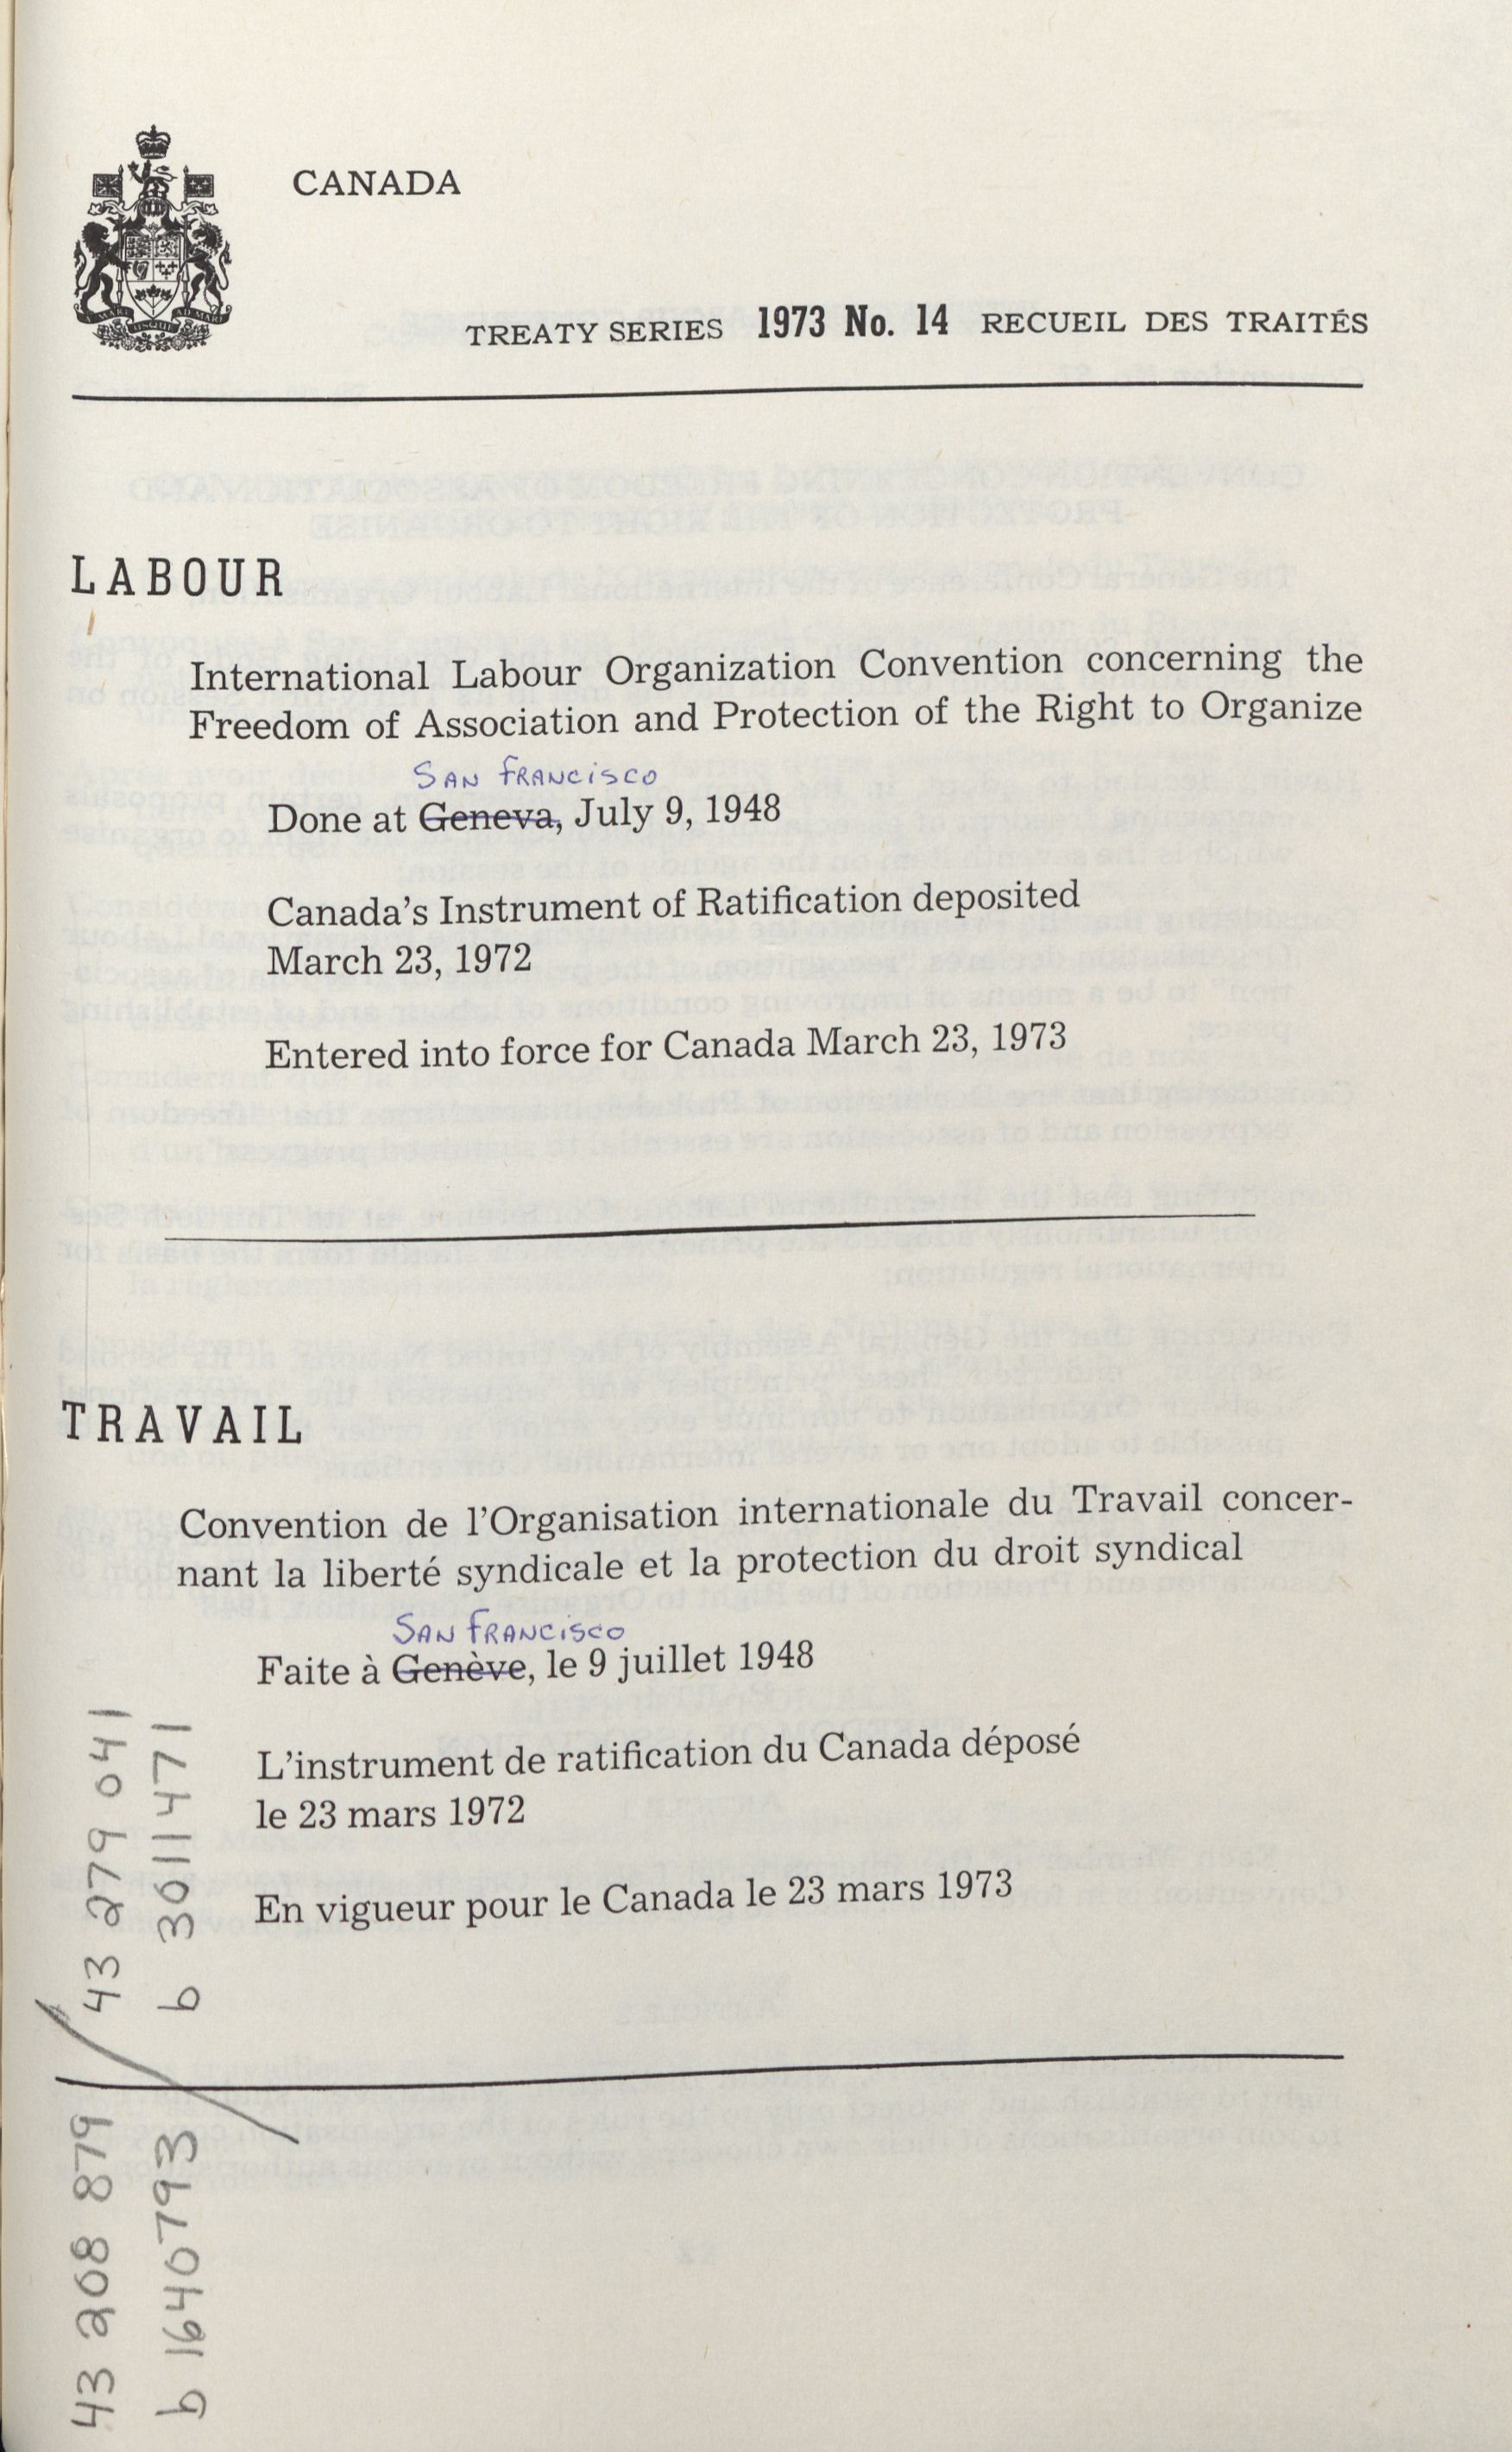 CANADA
TREATY SERIES 1973 No. 14 RECUEIL DES TRAITÉS
LABOUR
International Labour Organization Convention concerning the
Freedom of Association and Protection of the Right to Organize
SAN FRANCISCO
Done at Geneva, July 9, 1948
Canada's Instrument of Ratification deposited
March 23, 1972
Entered into force for Canada March 23, 1973
TRAVAIL
Convention de l'Organisation internationale du Travail concer-
nant la liberté syndicale et la protection du droit syndical
SAN FRANCISCO
Faite à Genève, le 9 juillet 1948
L'instrument de ratification du Canada déposé
le 23 mars 1972
En vigueur pour le Canada le 23 mars 1973
43 208 879 / 43 279 041
b 1640793 b 3611471